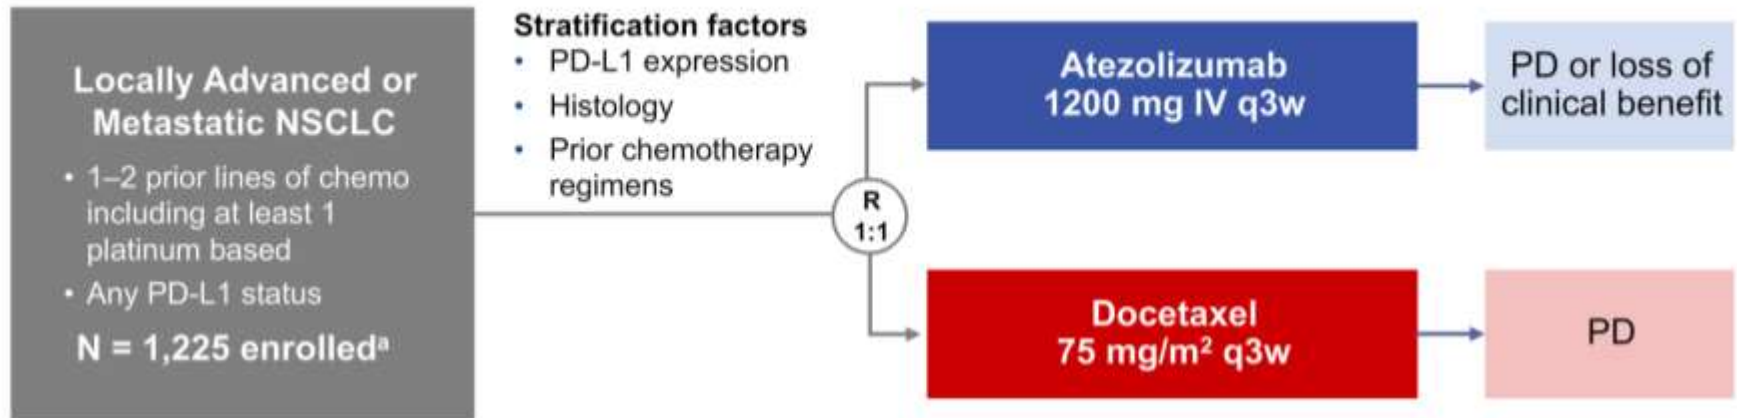 Locally Advanced or
Metastatic NSCLC
• 1–2 prior lines of chemo
including at least 1
platinum based
• Any PD-L1 status
N = 1,225 enrolledᵃ
Stratification factors
• PD-L1 expression
• Histology
• Prior chemotherapy
regimens
R
1:1
Atezolizumab
1200 mg IV q3w
PD or loss of
clinical benefit
Docetaxel
75 mg/m² q3w
PD